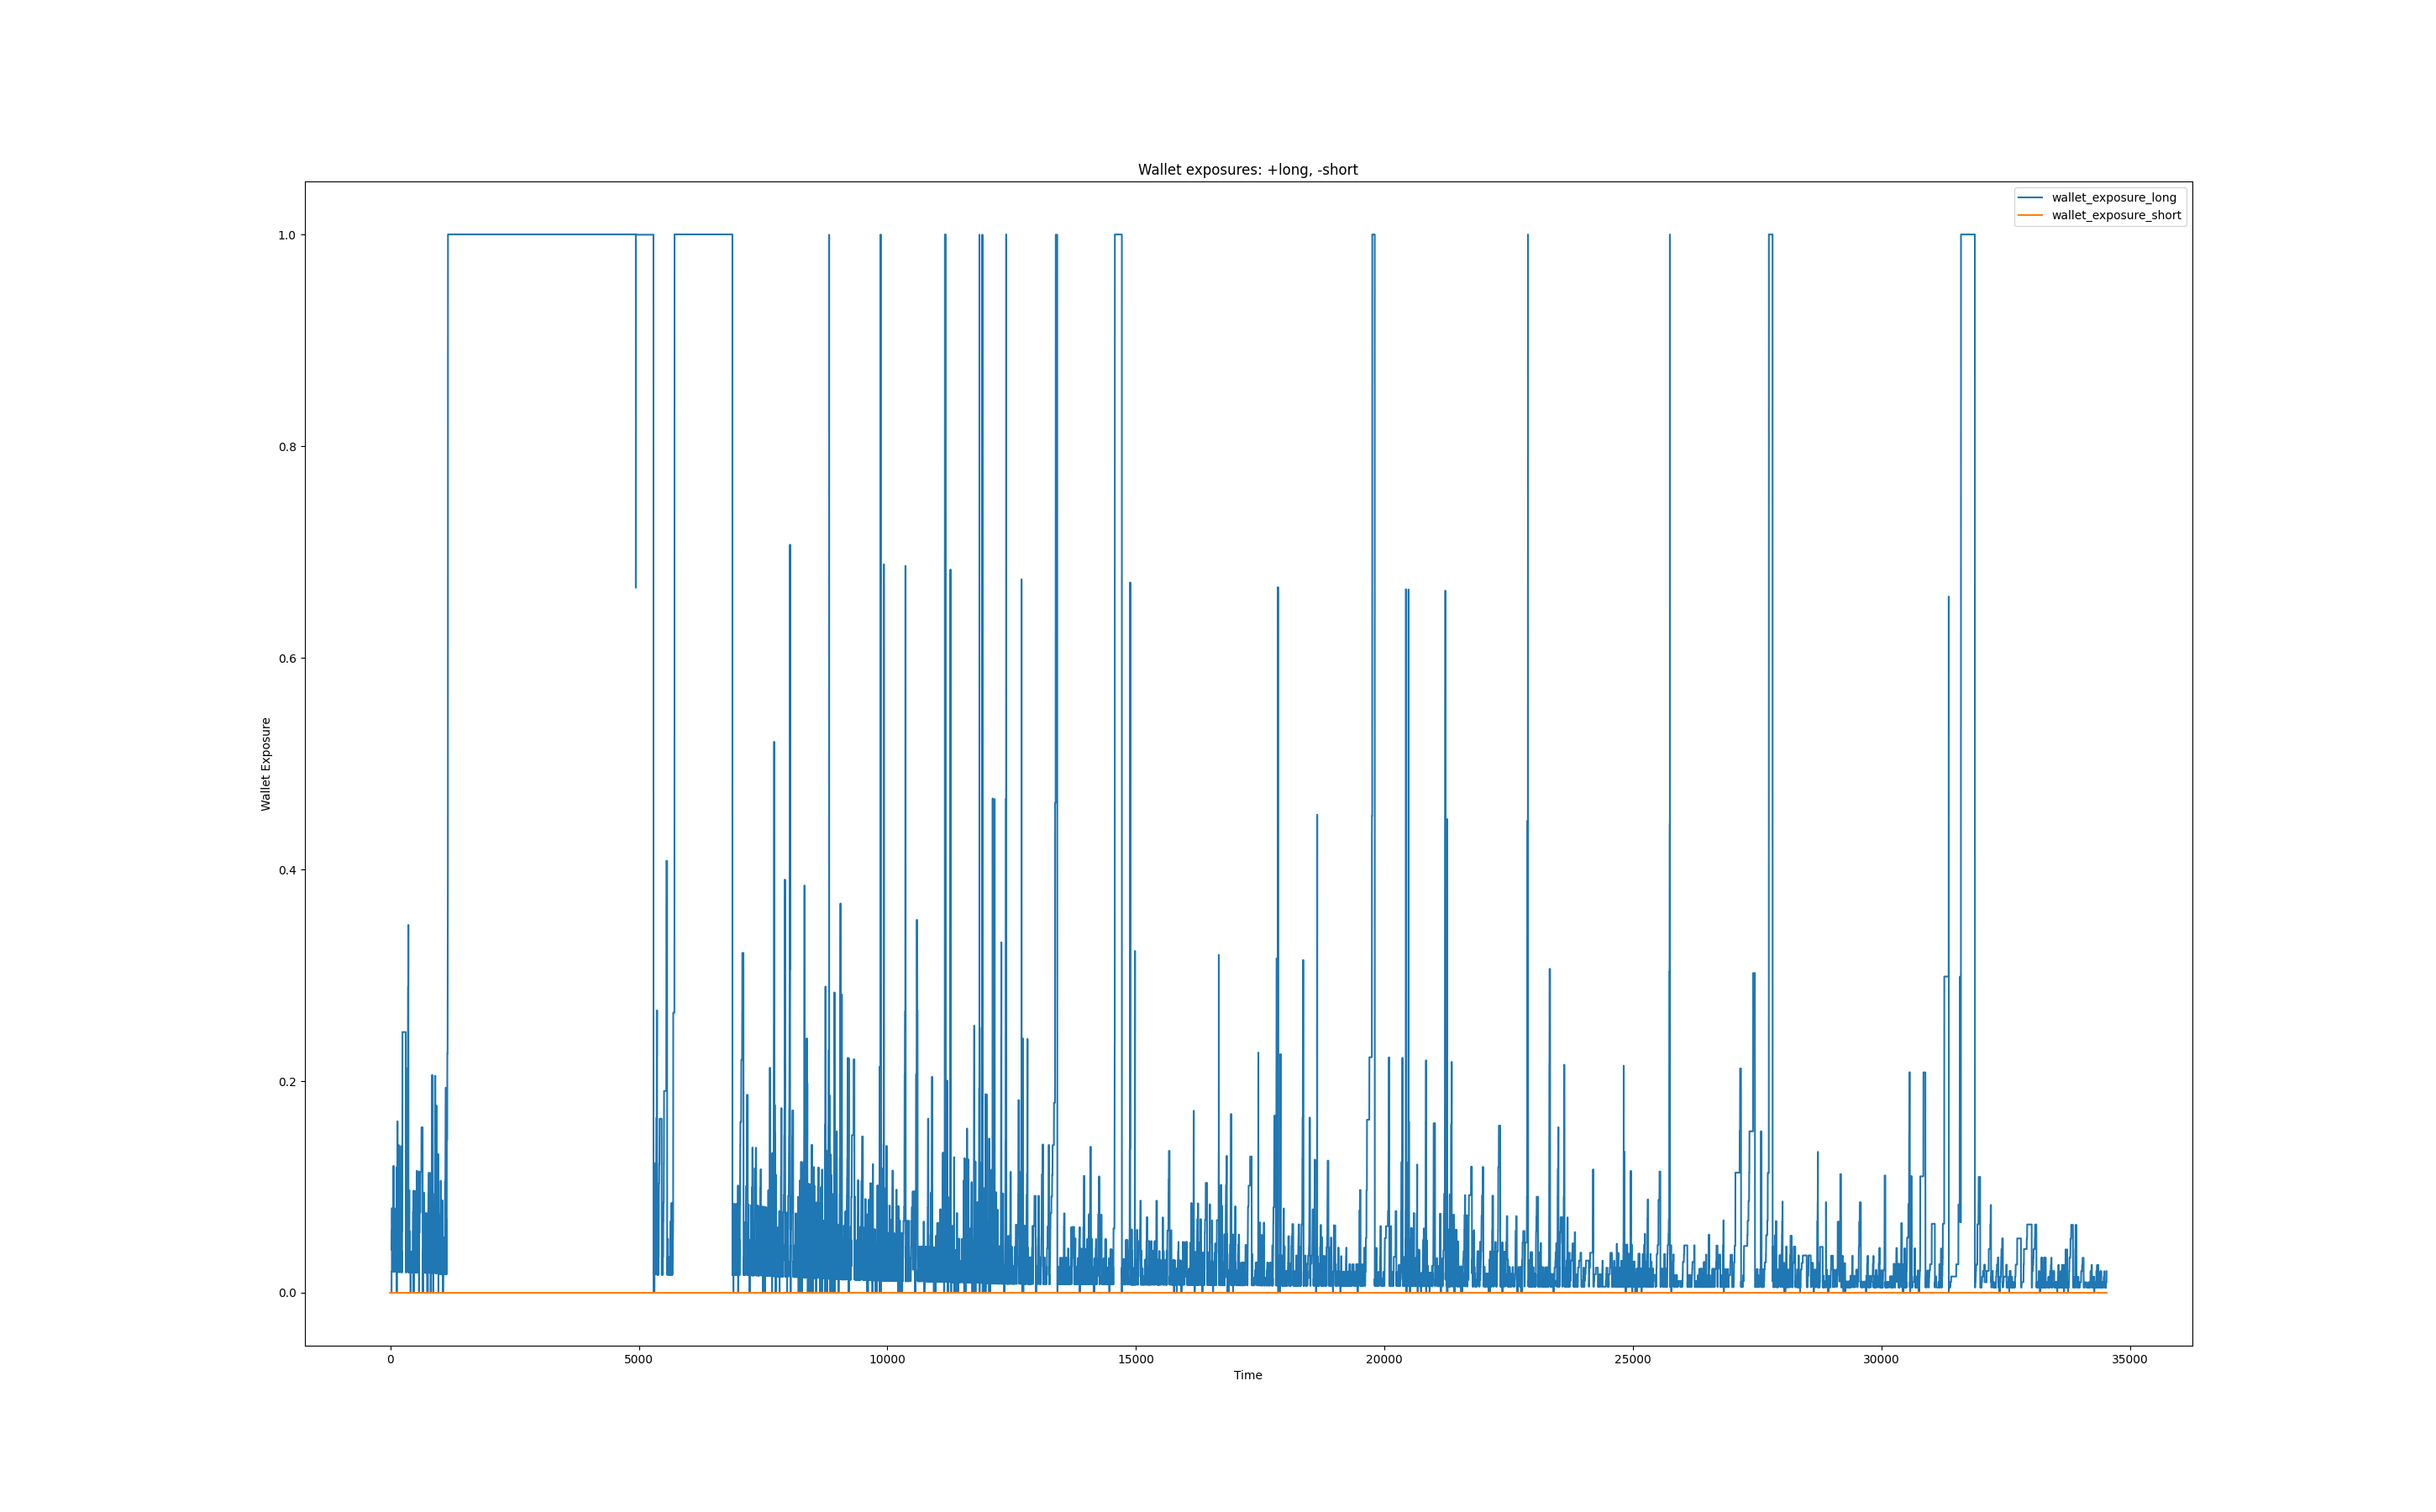 Wallet exposures: +long, -short
wallet_exposure_long
wallet_exposure_short
1.0
0.8
0.6
0.4
0.2
0.0
Wallet Exposure
0 5000 10000 15000 20000 25000 30000 35000
Time